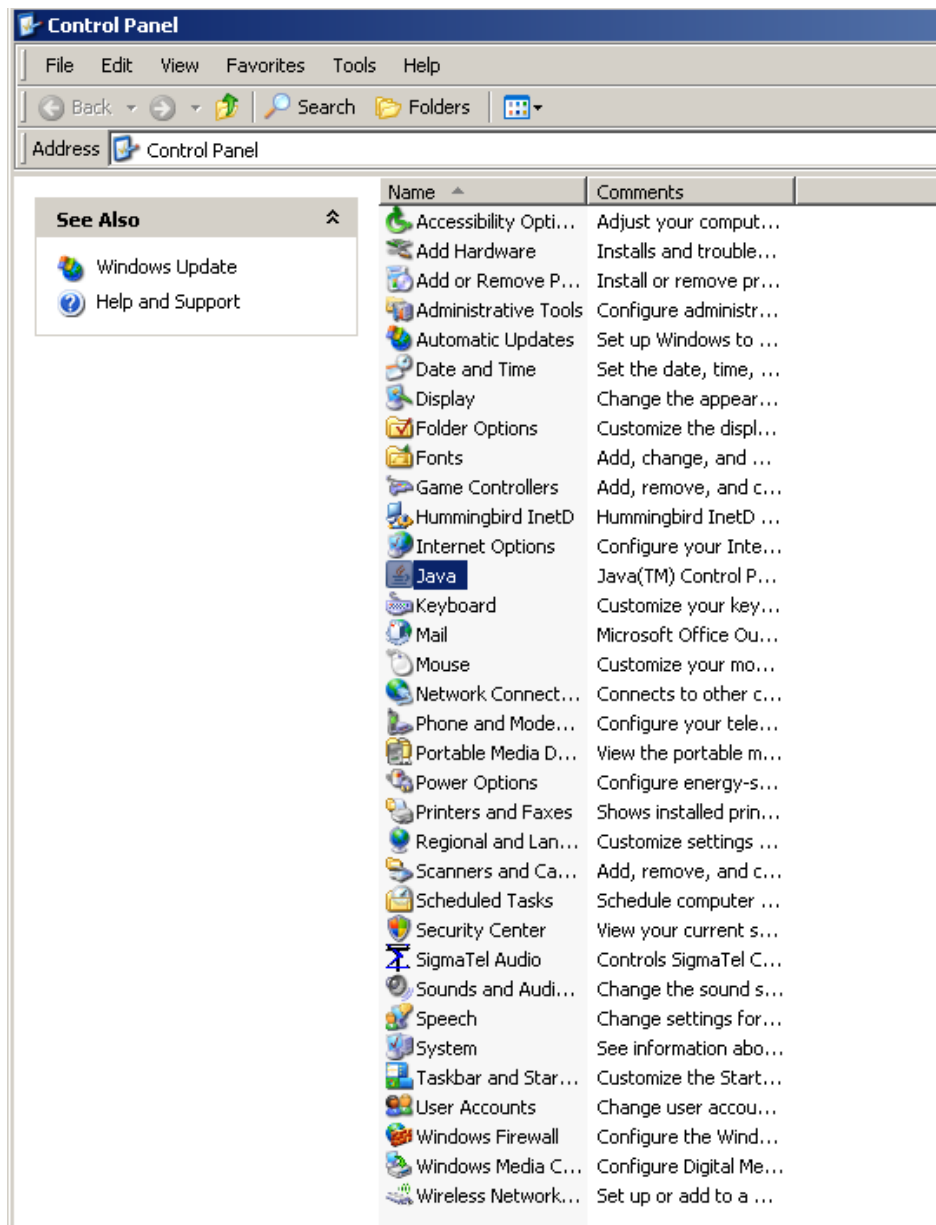 Control Panel
File Edit View Favorites Tools Help
Back Search Folders
Address Control Panel
See Also
Windows Update
Help and Support
Name Comments
Accessibility Opti... Adjust your comput...
Add Hardware Installs and trouble...
Add or Remove P... Install or remove pr...
Administrative Tools Configure administr...
Automatic Updates Set up Windows to ...
Date and Time Set the date, time, ...
Display Change the appear...
Folder Options Customize the displ...
Fonts Add, change, and ...
Game Controllers Add, remove, and c...
Hummingbird InetD Hummingbird InetD ...
Internet Options Configure your Inte...
Java Java(TM) Control P...
Keyboard Customize your key...
Mail Microsoft Office Ou...
Mouse Customize your mo...
Network Connect... Connects to other c...
Phone and Mode... Configure your tele...
Portable Media D... View the portable m...
Power Options Configure energy-s...
Printers and Faxes Shows installed prin...
Regional and Lan... Customize settings ...
Scanners and Ca... Add, remove, and c...
Scheduled Tasks Schedule computer ...
Security Center View your current s...
SigmaTel Audio Controls SigmaTel C...
Sounds and Audi... Change the sound s...
Speech Change settings for...
System See information abo...
Taskbar and Star... Customize the Start...
User Accounts Change user accou...
Windows Firewall Configure the Wind...
Windows Media C... Configure Digital Me...
Wireless Network... Set up or add to a ...